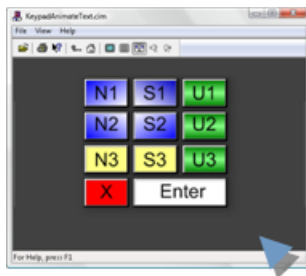 KeypadAnimateText.cim
File View Help
N1 S1 U1
N2 S2 U2
N3 S3 U3
X Enter
For Help, press F1